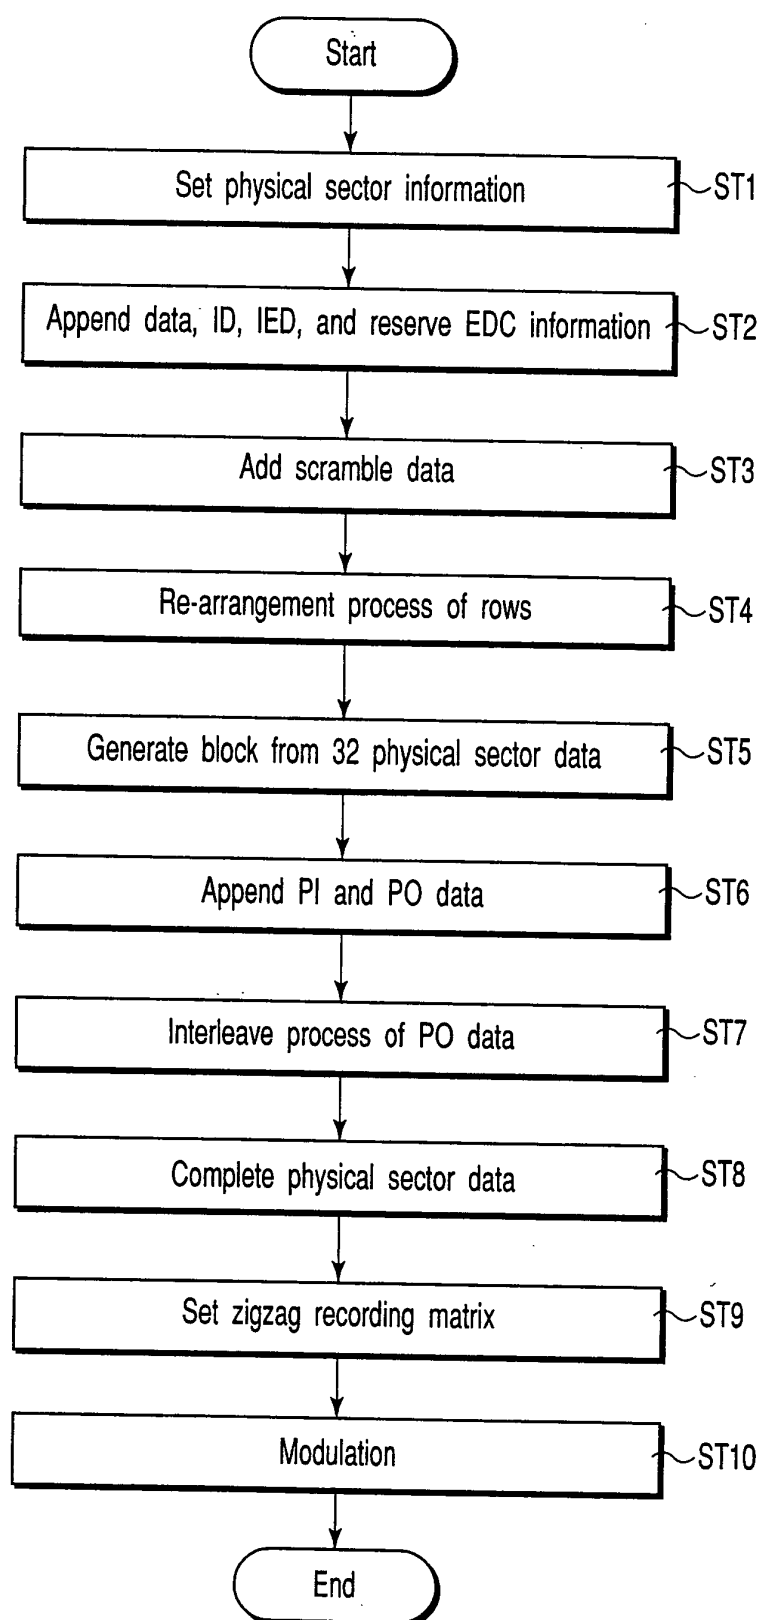 Start
Set physical sector information
ST1
Append data, ID, IED, and reserve EDC information
ST2
Add scramble data
ST3
Re-arrangement process of rows
ST4
Generate block from 32 physical sector data
ST5
Append PI and PO data
ST6
Interleave process of PO data
ST7
Complete physical sector data
ST8
Set zigzag recording matrix
ST9
Modulation
ST10
End